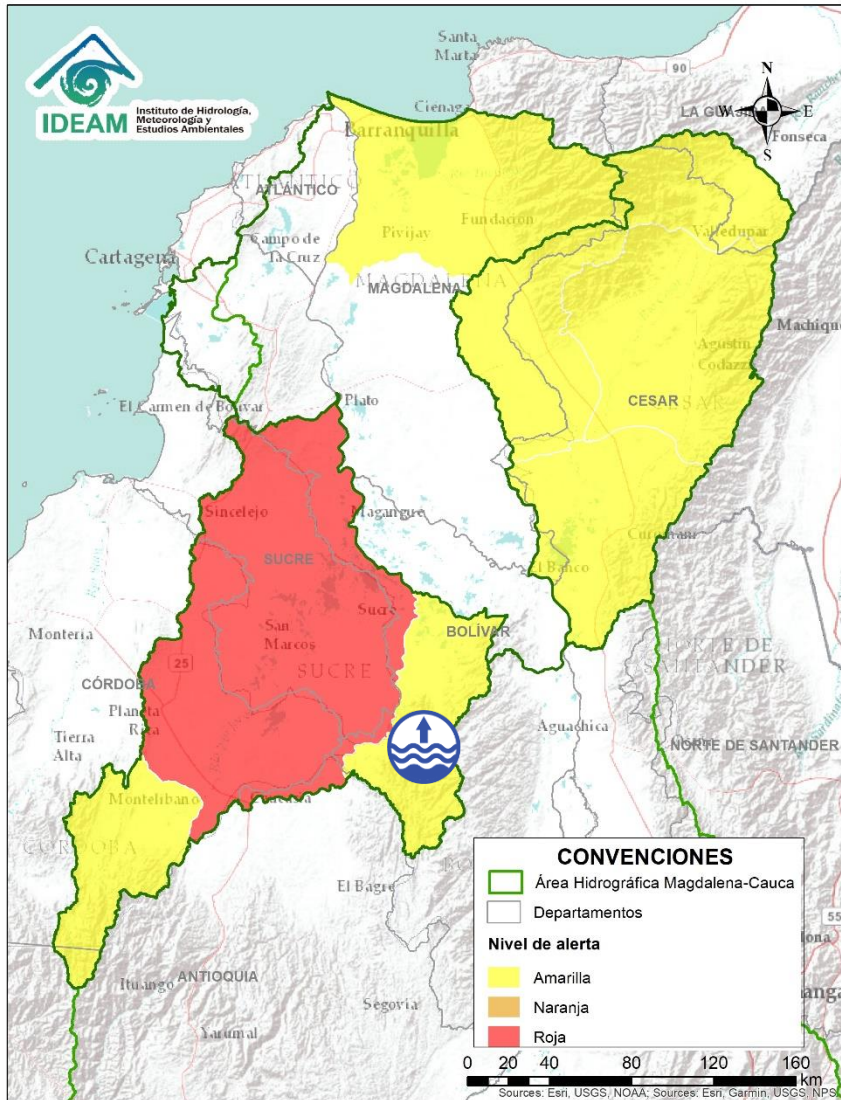 IDEAM
Instituto de Hidrología,
Meteorología y
Estudios Ambientales
Santa
Marta
90
N
W
E
S
LA GUAJI
Fonseca
Ciénaga
Barranquilla
ATLÁNTICO
Campo de
la Cruz
Pivijay
Fundación
Valledupar
Cartagena
MAGDALENA
Machique
Agustín
Codazzi
CESAR
El Carmen de Bolívar
Plato
Sincelejo
Magangué
SUCRE
El Banco
Sucre
BOLÍVAR
San
Marcos
SUCRE
Montería
25
CÓRDOBA
Planeta
Rica
Tierra
Alta
NORTE DE
SANTANDER
Aguachica
NORTE DE SANTANDER
Montelíbano
El Bagre
Ituango
ANTIOQUIA
Segovia
Yarumal
CONVENCIONES
Área Hidrográfica Magdalena-Cauca
Departamentos
Nivel de alerta
Amarilla
Naranja
Roja
55
0 20 40 80 120 160
km
Sources: Esri, USGS, NOAA; Sources: Esri, Garmin, USGS, NPS